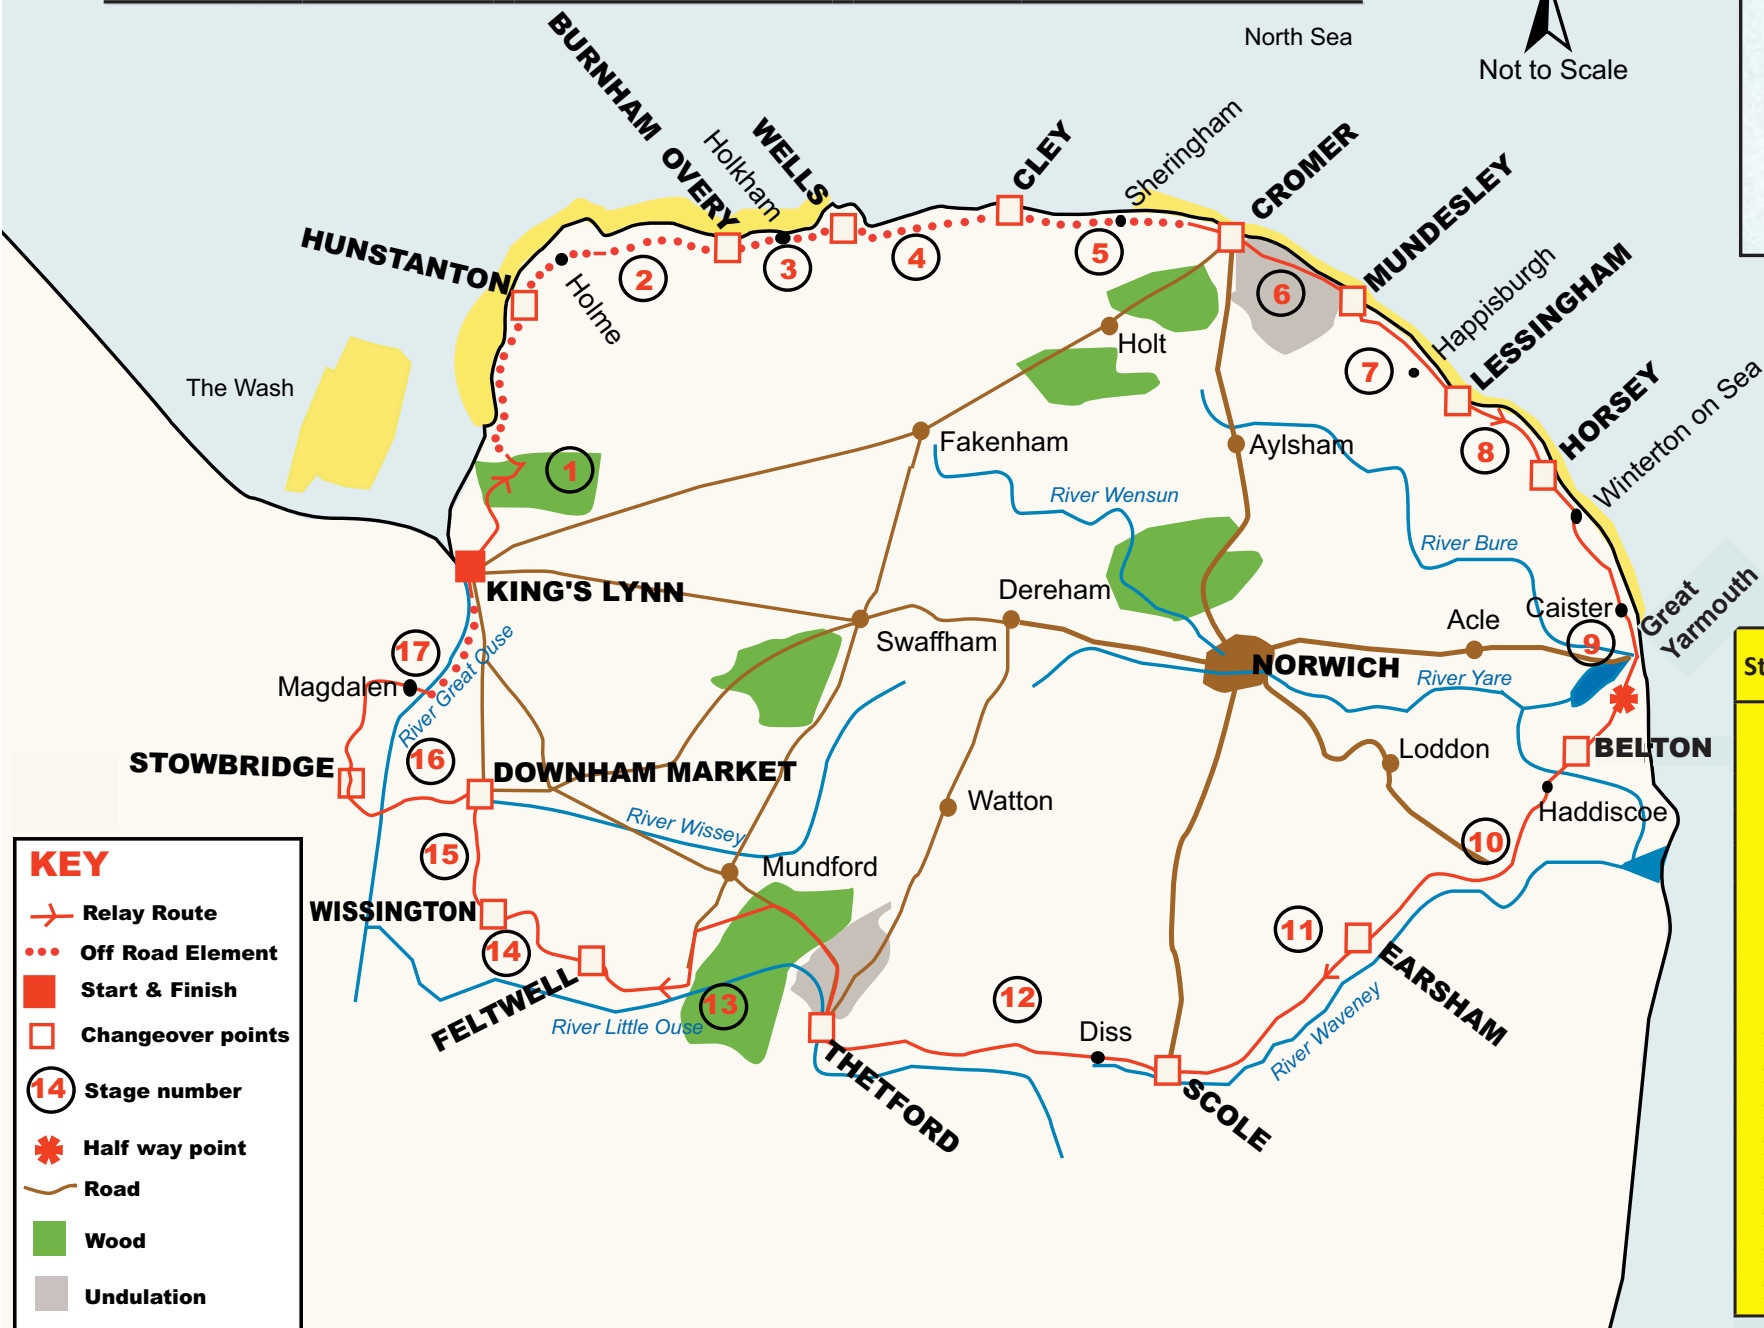 North Sea
Not to Scale
BURNHAM OVERY
Holkham
WELLS
CLEY
Sheringham
CROMER
MUNDESLEY
Happisburgh
LESSINGHAM
HORSEY
Winterton on Sea
HUNSTANTON
Holme
2
3
4
5
6
7
8
The Wash
1
Holt
Fakenham
Aylsham
River Wensun
River Bure
KING'S LYNN
Dereham
Swaffham
Acle
Caister
Great
Yarmouth
9
St
NORWICH
River Yare
17
Magdalen
River Great Ouse
STOWBRIDGE
16
DOWNHAM MARKET
Loddon
BELTON
Haddiscoe
Watton
River Wissey
10
15
Mundford
WISSINGTON
14
FELTWELL
13
River Little Ouse
12
11
EARSHAM
River Waveney
Diss
SCOLE
THETFORD
KEY
Relay Route
Off Road Element
Start & Finish
Changeover points
14 Stage number
Half way point
Road
Wood
Undulation